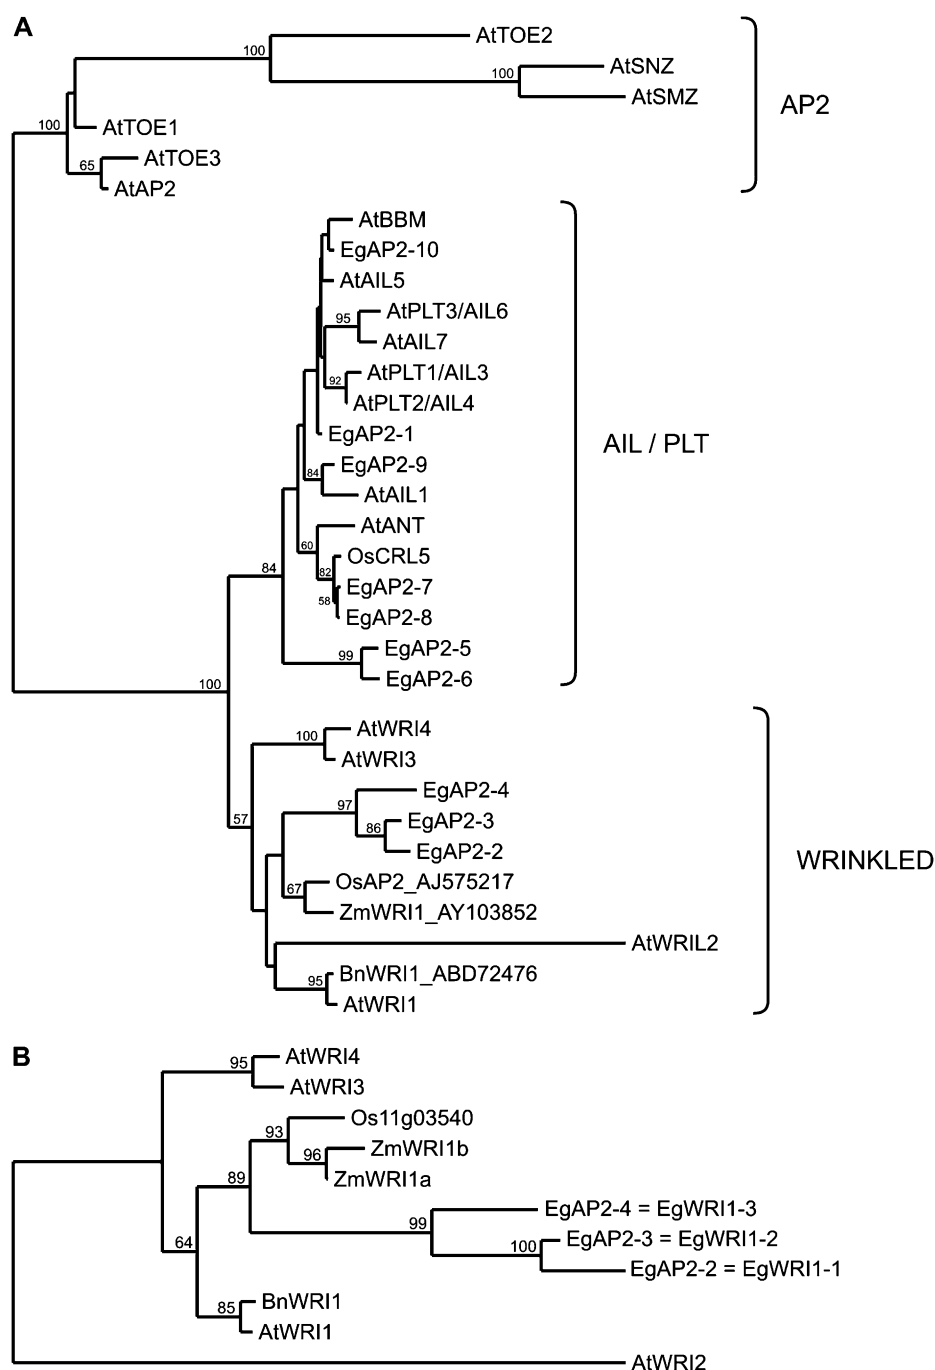 A
AtTOE2
100
AtSNZ
100
AtSMZ
AP2
100
AtTOE1
AtTOE3
65
AtAP2
AtBBM
EgAP2-10
AtAIL5
AtPLT3/AIL6
95
AtAIL7
AtPLT1/AIL3
92
AtPLT2/AIL4
EgAP2-1
AIL / PLT
EgAP2-9
84
AtAIL1
AtANT
60
OsCRL5
82
84
EgAP2-7
58
EgAP2-8
EgAP2-5
99
EgAP2-6
100
AtWRI4
100
AtWRI3
EgAP2-4
97
EgAP2-3
57
86
EgAP2-2
WRINKLED
OsAP2_AJ575217
67
ZmWRI1_AY103852
AtWRIL2
BnWRI1_ABD72476
95
AtWRI1
B
AtWRI4
95
AtWRI3
Os11g03540
93
ZmWRI1b
96
ZmWRI1a
89
EgAP2-4 = EgWRI1-3
99
EgAP2-3 = EgWRI1-2
100
64
EgAP2-2 = EgWRI1-1
BnWRI1
85
AtWRI1
AtWRI2